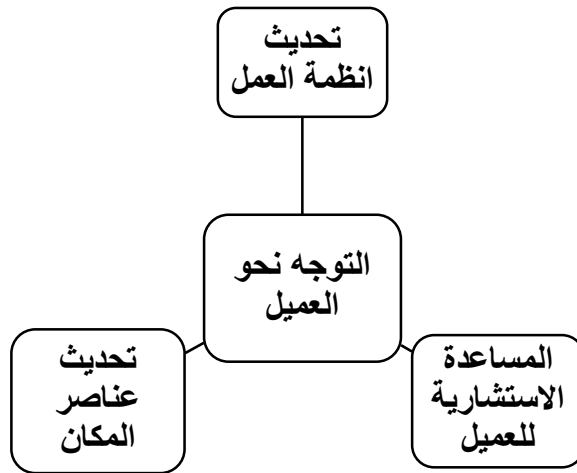 تحديث
انظمة العمل
التوجه نحو
العميل
المساعدة
الاستشارية
للعميل
تحديث
عناصر
المكان